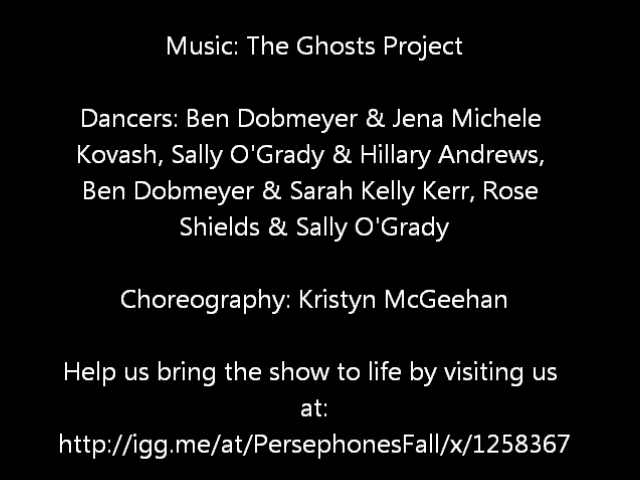 Music: The Ghosts Project
Dancers: Ben Dobmeyer & Jena Michele
Kovash, Sally O'Grady & Hillary Andrews,
Ben Dobmeyer & Sarah Kelly Kerr, Rose
Shields & Sally O'Grady
Choreography: Kristyn McGeehan
Help us bring the show to life by visiting us
at:
http://igg.me/at/PersephonesFall/x/1258367